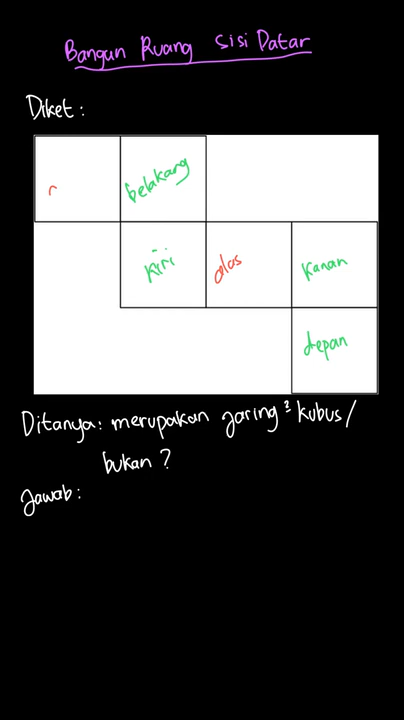 Bangun Ruang Sisi Datar
Diket :
belakang
kiri alas kanan
depan
Ditanya : merupakan jaring² kubus/
bukan ?
Jawab :